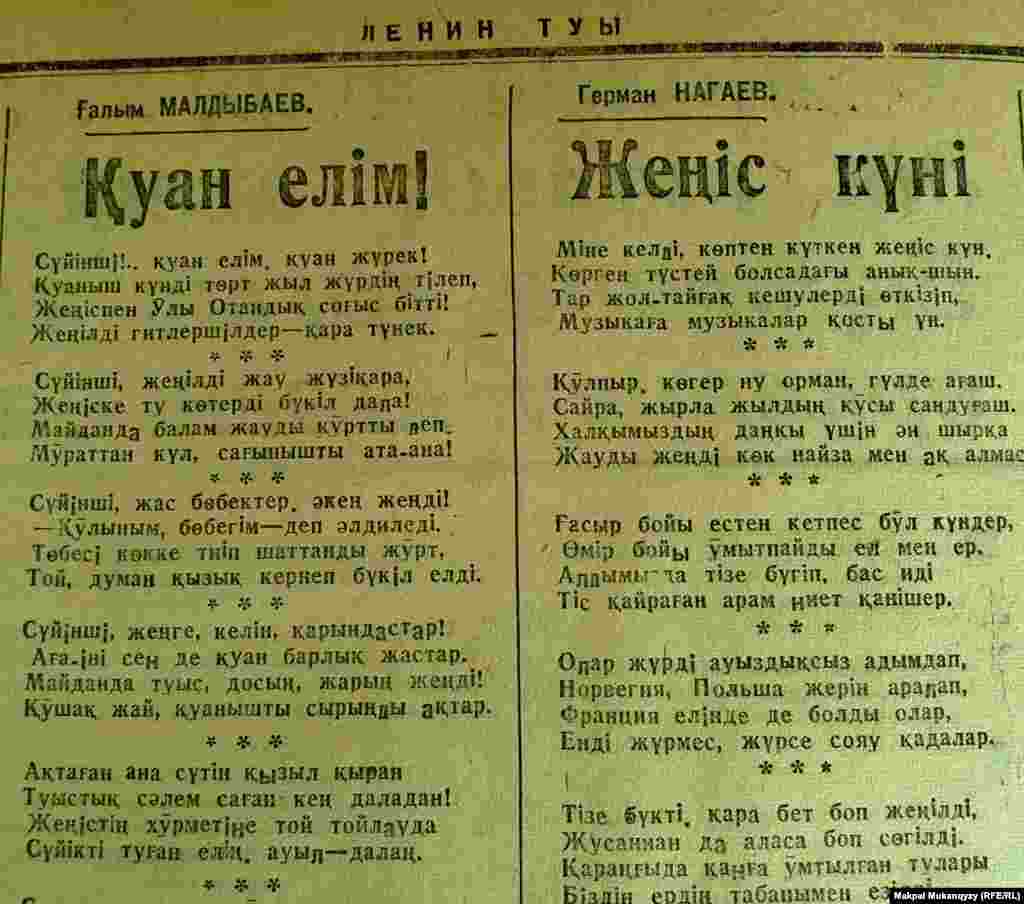 ЛЕНИН ТУЫ
Ғалым МАЛДЫБАЕВ.
Қуан елім!
Сүйінші!.. қуан елім, қуан жүрек!
Қуаныш күнді төрт жыл жүрдің тілеп,
Жеңіспен Ұлы Отандық соғыс бітті!
Жеңілді гитлершілдер—қара түнек.
* * *
Сүйінші, жеңілді жау жүзіқара,
Жеңіске ту көтерді бүкіл дала!
Майданда балам жауды құртты деп,
Мұраттан күл, сағынышты ата-ана!
* * *
Сүйінші, жас бөбектер, әкең жеңді!
—Құлыным, бөбегім—деп әлдиледі.
Төбесі көкке тиіп шаттанды жұрт,
Той, думан қызық кернеп бүкіл елді.
* * *
Сүйінші, жеңге, келін, қарындастар!
Аға-іні сен де қуан барлық жастар.
Майданда туыс, досың, жарың жеңді!
Құшақ жай, қуанышты сырыңды ақтар.
* * *
Ақтаған ана сүтін қызыл қыран
Туыстық сәлем саған кең даладан!
Жеңістің хұрметіне той тойлауда
Сүйікті туған елің, ауыл—далаң.
* * *
Герман НАГАЕВ.
Жеңіс күні
Міне келді, көптен күткен жеңіс күн,
Көрген түстей болсадағы анық-шын.
Тар жол-тайғақ кешулерді өткізіп,
Музыкаға музыкалар қосты үн.
* * *
Құлпыр, көгер ну орман, гүлде ағаш.
Сайра, жырла жылдың құсы сандуғаш.
Халқымыздың даңкы үшін ән шырқа
Жауды жеңді көк найза мен ақ алмас
* * *
Ғасыр бойы естен кетпес бұл күндер,
Өмір бойы ұмытпайды ел мен ер.
тізе бүгіп, бас иді
Тіс қайраған арам ниет қанішер.
* * *
Олар жүрді ауыздықсыз адымдап,
Норвегия, Польша жерін аралап,
Франция елінде де болды олар,
Енді жүрмес, жүрсе сояу қадалар.
* * *
Тізе бүкті, қара бет боп жеңілді,
Жусаннан да аласа боп сөгілді.
Қараңғыда қанға ұмтылған тулары
Біздің ердің табанымен
Makpal Mukanqyzy (RFE/RL)